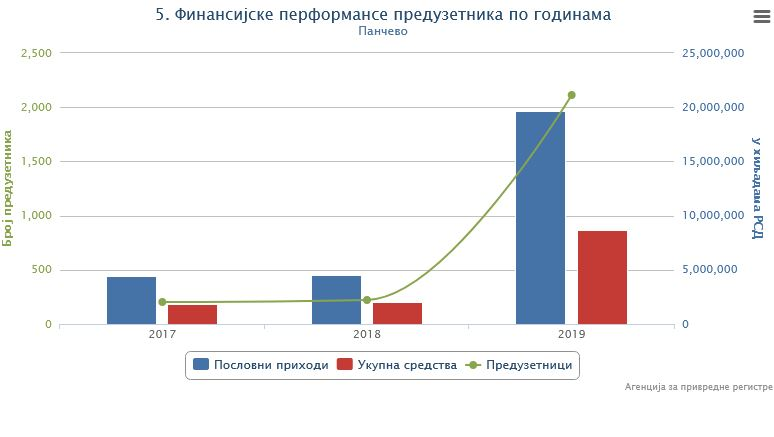 5. Финансијске перформансе предузетника по годинама
Панчево
2,500
2,000
1,500
1,000
500
0
Број предузетника
25,000,000
20,000,000
15,000,000
10,000,000
5,000,000
0
у хиљадама РСД
2017
2018
2019
Пословни приходи
Укупна средства
Предузетници
Агенција за привредне регистре